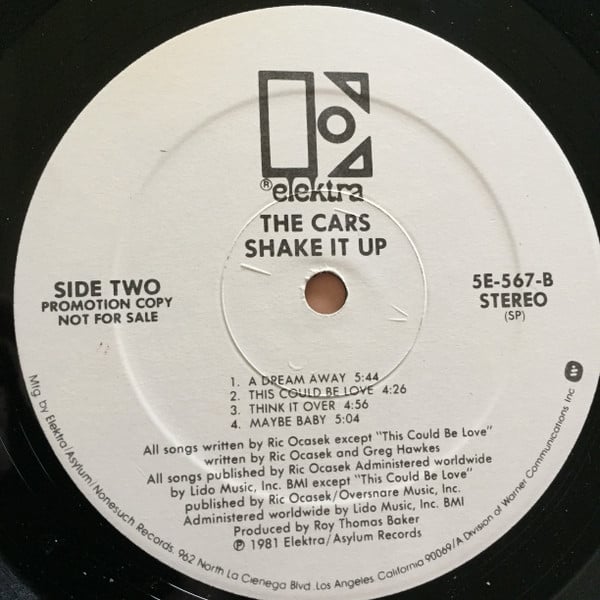 ® elektra
THE CARS
SHAKE IT UP
SIDE TWO
PROMOTION COPY
NOT FOR SALE
5E-567-B
STEREO
(SP)
1. A DREAM AWAY 5:44
2. THIS COULD BE LOVE 4:26
3. THINK IT OVER 4:56
4. MAYBE BABY 5:04
All songs written by Ric Ocasek except "This Could Be Love"
written by Ric Ocasek and Greg Hawkes
All songs published by Ric Ocasek Administered worldwide
by Lido Music, Inc. BMI except "This Could Be Love"
published by Ric Ocasek/Oversnare Music, Inc.
Administered worldwide by Lido Music, Inc. BMI
Produced by Roy Thomas Baker
℗ 1981 Elektra/Asylum Records
Mfg. by Elektra/Asylum/Nonesuch Records, 962 North La Cienega Blvd. Los Angeles, California 90069/A Division of Warner Communications Inc.